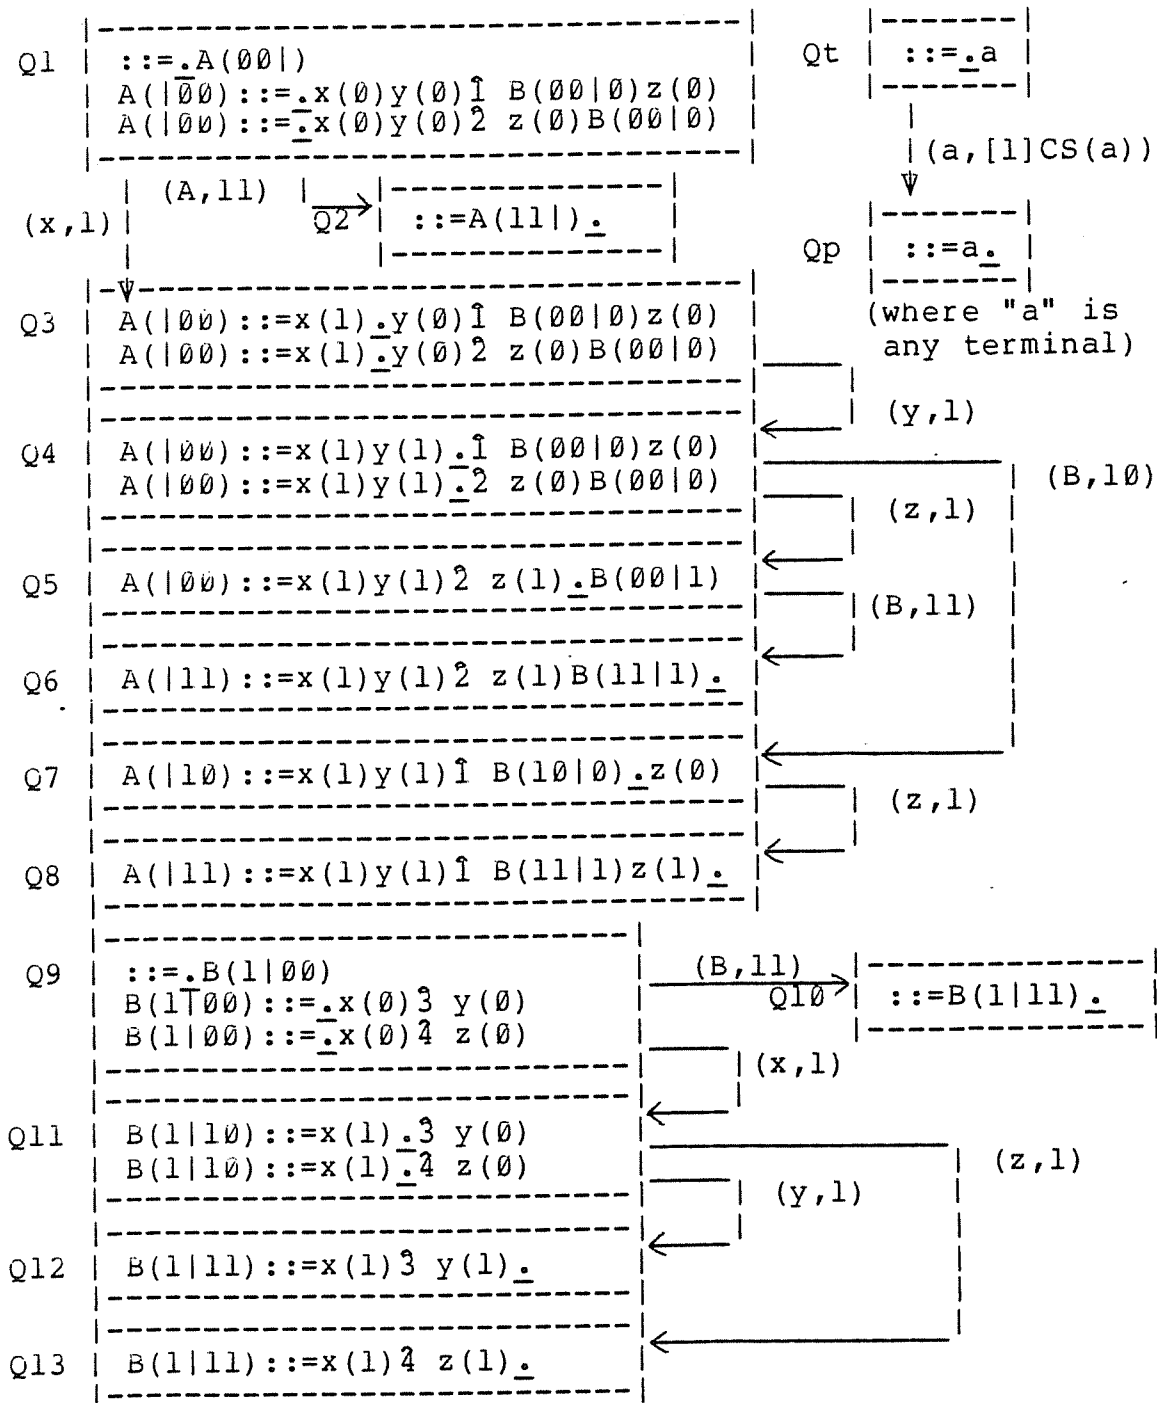 Q1 ::=.A(00|)
A(|00)::=.x(0)y(0)1̂ B(00|0)z(0)
A(|00)::=.x(0)y(0)2̂ z(0)B(00|0)
Qt ::=.a
(a,[1]CS(a))
(x,1)
(A,11)
Q2 ::=A(11|).
Qp ::=a.
(where "a" is
any terminal)
Q3 A(|00)::=x(1).y(0)1̂ B(00|0)z(0)
A(|00)::=x(1).y(0)2̂ z(0)B(00|0)
(y,1)
Q4 A(|00)::=x(1)y(1).1̂ B(00|0)z(0)
A(|00)::=x(1)y(1).2̂ z(0)B(00|0)
(B,10)
(z,1)
Q5 A(|00)::=x(1)y(1)2̂ z(1).B(00|1)
(B,11)
Q6 A(|11)::=x(1)y(1)2̂ z(1)B(11|1).
Q7 A(|10)::=x(1)y(1)1̂ B(10|0).z(0)
(z,1)
Q8 A(|11)::=x(1)y(1)1̂ B(11|1)z(1).
Q9 ::=.B(1|00)
B(1|00)::=.x(0)3̂ y(0)
B(1|00)::=.x(0)4̂ z(0)
(B,11)
Q10 ::=B(1|11).
(x,1)
Q11 B(1|10)::=x(1).3̂ y(0)
B(1|10)::=x(1).4̂ z(0)
(z,1)
(y,1)
Q12 B(1|11)::=x(1)3̂ y(1).
Q13 B(1|11)::=x(1)4̂ z(1).